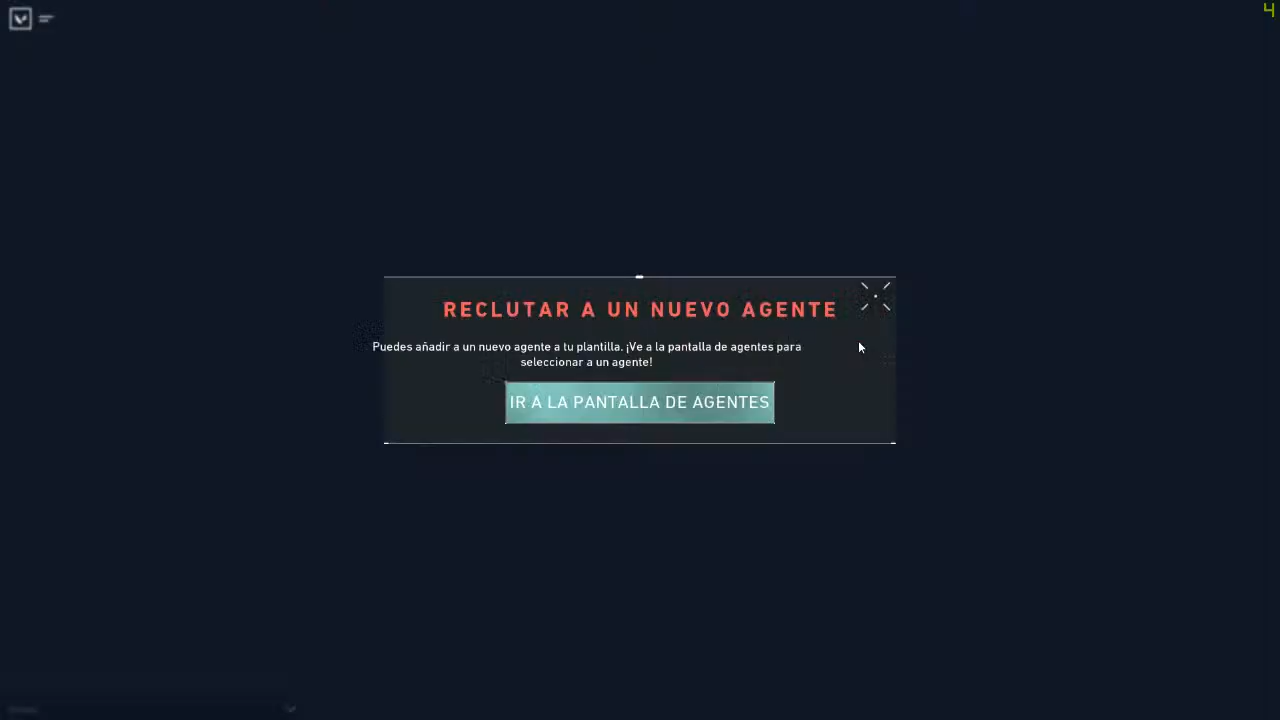 4
RECLUTAR A UN NUEVO AGENTE
Puedes añadir a un nuevo agente a tu plantilla. ¡Ve a la pantalla de agentes para
seleccionar a un agente!
IR A LA PANTALLA DE AGENTES